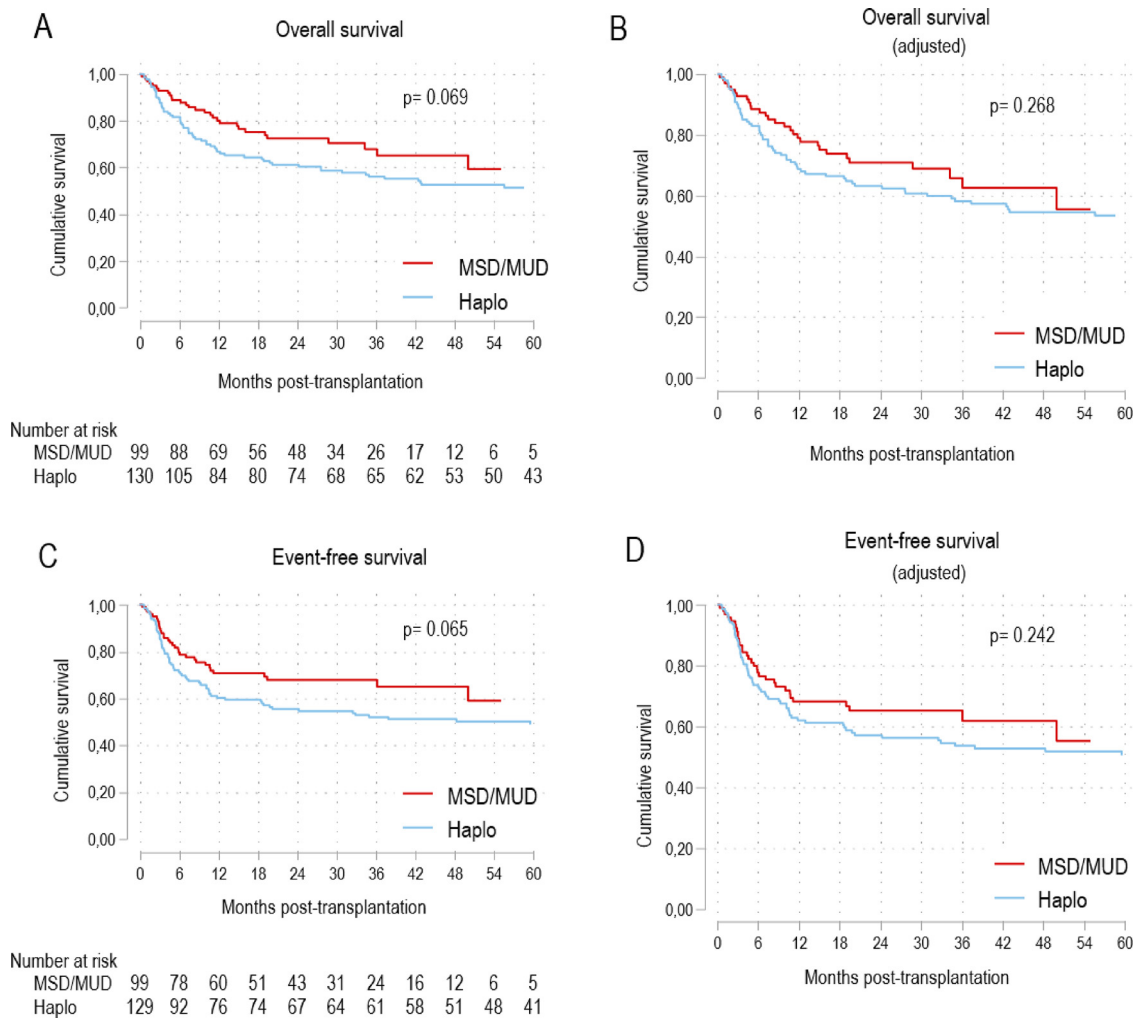 A
Overall survival
1,00
0,80
0,60
0,40
0,20
0,00
Cumulative survival
p= 0.069
MSD/MUD
Haplo
0 6 12 18 24 30 36 42 48 54 60
Months post-transplantation
Number at risk
MSD/MUD 99 88 69 56 48 34 26 17 12 6 5
Haplo 130 105 84 80 74 68 65 62 53 50 43
B
Overall survival
(adjusted)
1,00
0,80
0,60
0,40
0,20
0,00
Cumulative survival
p= 0.268
MSD/MUD
Haplo
0 6 12 18 24 30 36 42 48 54 60
Months post-transplantation
C
Event-free survival
1,00
0,80
0,60
0,40
0,20
0,00
Cumulative survival
p= 0.065
MSD/MUD
Haplo
0 6 12 18 24 30 36 42 48 54 60
Months post-transplantation
Number at risk
MSD/MUD 99 78 60 51 43 31 24 16 12 6 5
Haplo 129 92 76 74 67 64 61 58 51 48 41
D
Event-free survival
(adjusted)
1,00
0,80
0,60
0,40
0,20
0,00
Cumulative survival
p= 0.242
MSD/MUD
Haplo
0 6 12 18 24 30 36 42 48 54 60
Months post-transplantation